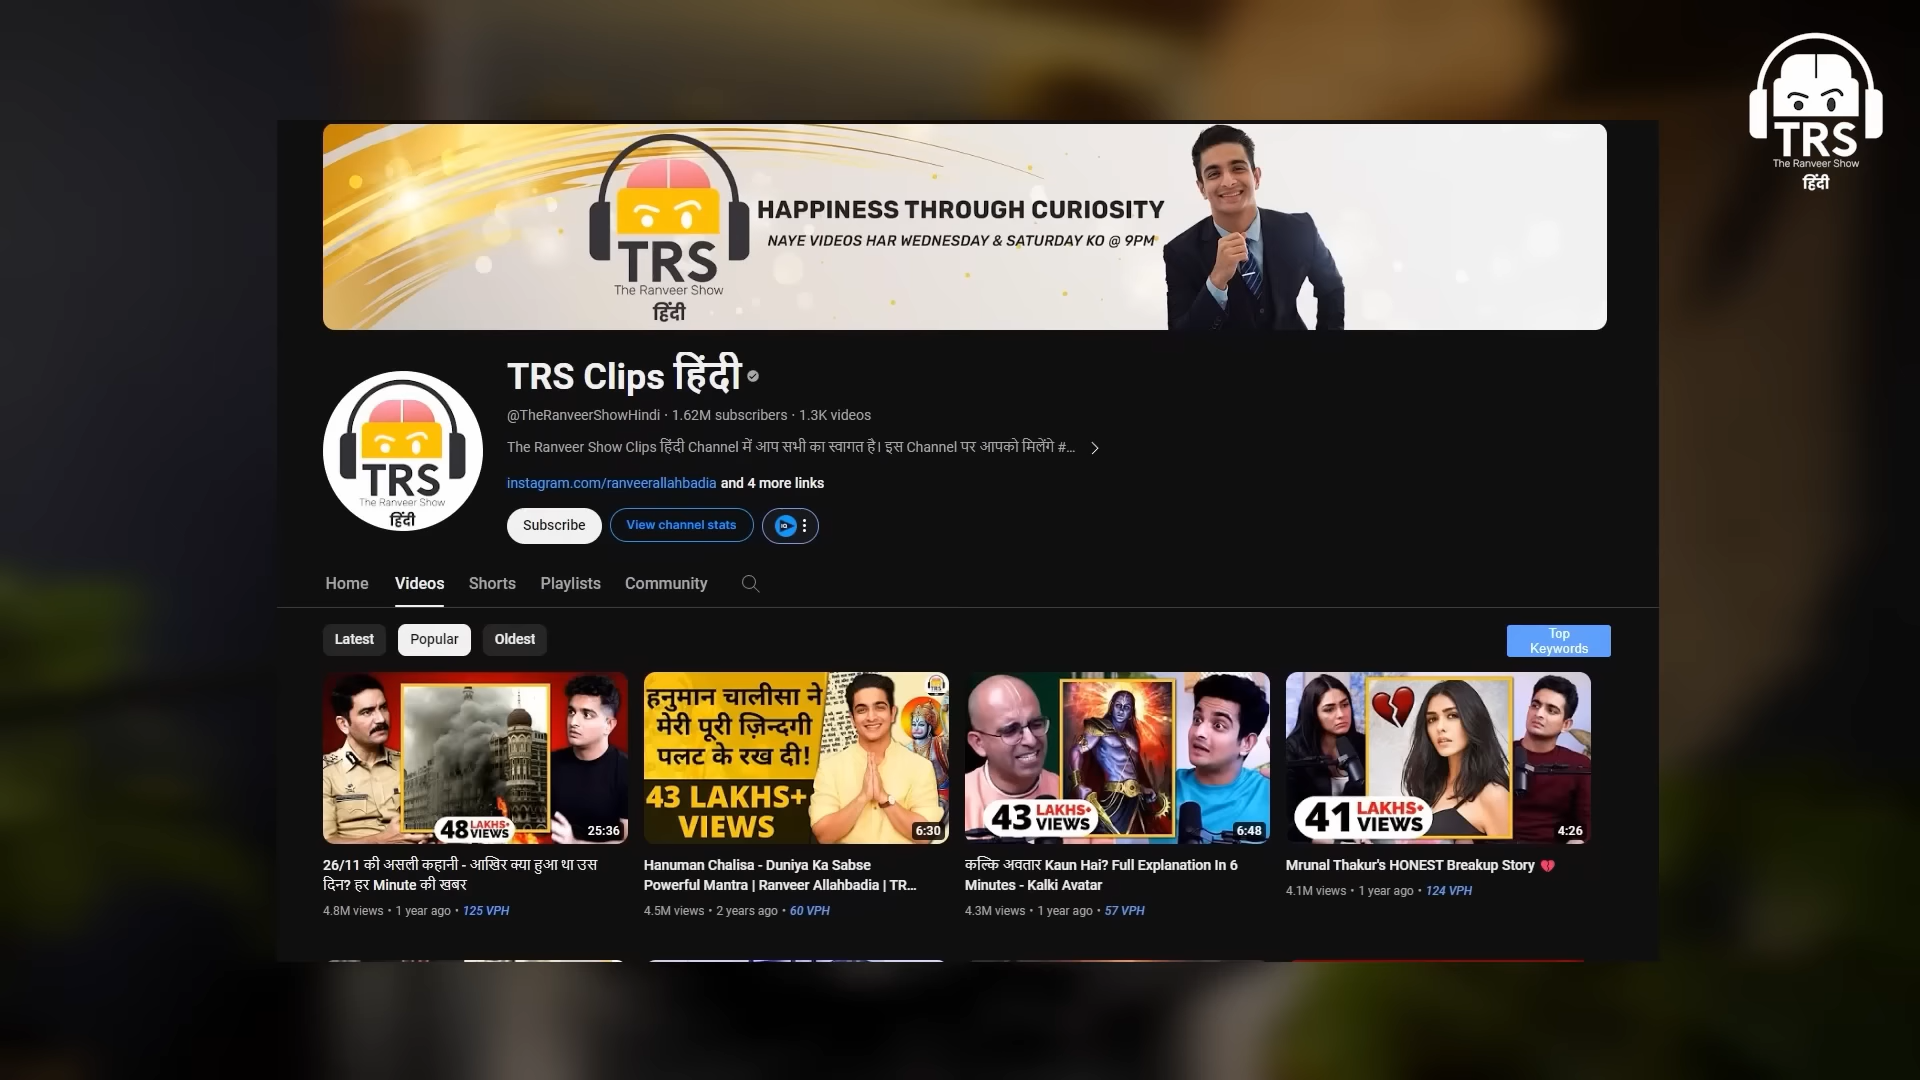 TRS
The Ranveer Show
हिंदी
TRS
The Ranveer Show
हिंदी
HAPPINESS THROUGH CURIOSITY
NAYE VIDEOS HAR WEDNESDAY & SATURDAY KO @ 9PM
TRS
The Ranveer Show
हिंदी
TRS Clips हिंदी
@TheRanveerShowHindi · 1.62M subscribers · 1.3K videos
The Ranveer Show Clips हिंदी Channel में आप सभी का स्वागत है। इस Channel पर आपको मिलेंगे #...
instagram.com/ranveerallahbadia and 4 more links
Subscribe
View channel stats
Home Videos Shorts Playlists Community
Latest Popular Oldest
Top
Keywords
48 LAKHS+
VIEWS
25:36
हनुमान चालीसा ने
मेरी पूरी ज़िन्दगी
पलट के रख दी!
43 LAKHS+
VIEWS
6:30
43 LAKHS+
VIEWS
6:48
41 LAKHS+
VIEWS
4:26
26/11 की असली कहानी - आखिर क्या हुआ था उस
दिन? हर Minute की खबर
4.8M views • 1 year ago • 125 VPH
Hanuman Chalisa - Duniya Ka Sabse
Powerful Mantra | Ranveer Allahbadia | TR...
4.5M views • 2 years ago • 60 VPH
कल्कि अवतार Kaun Hai? Full Explanation In 6
Minutes - Kalki Avatar
4.3M views • 1 year ago • 57 VPH
Mrunal Thakur's HONEST Breakup Story 💔
4.1M views • 1 year ago • 124 VPH